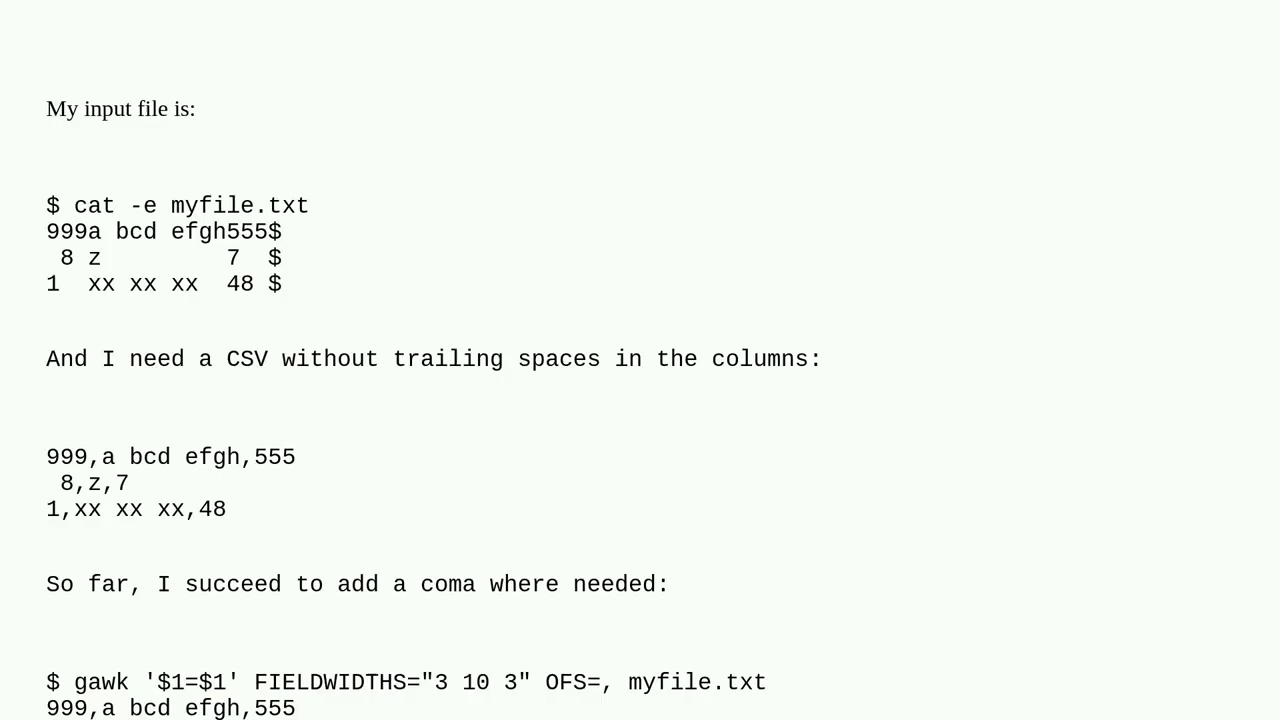 My input file is:
$ cat -e myfile.txt
999a bcd efgh555$
 8 z         7  $
1  xx xx xx  48 $
And I need a CSV without trailing spaces in the columns:
999,a bcd efgh,555
 8,z,7
1,xx xx xx,48
So far, I succeed to add a coma where needed:
$ gawk '$1=$1' FIELDWIDTHS="3 10 3" OFS=, myfile.txt
999,a bcd efgh,555